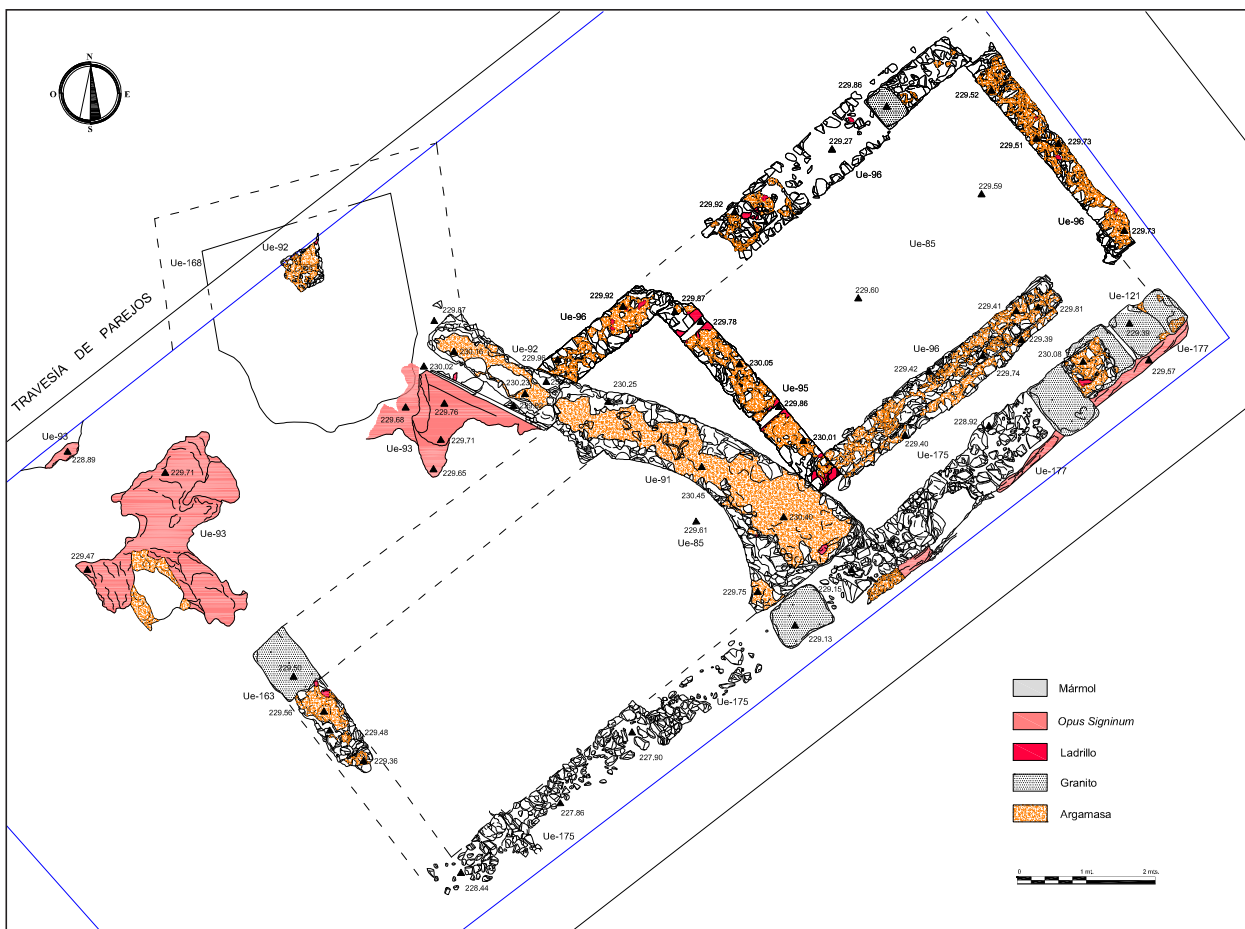 N
O
E
S
TRAVESÍA DE PAREJOS
229.86
229.52
229.27
229.51
229.73
Ue-96
229.59
229.92
Ue-96
229.73
Ue-92
Ue-168
Ue-85
229.60
Ue-121
229.92
229.87
229.87
229.78
229.41
229.81
Ue-96
229.38
Ue-92
229.96
230.16
230.02
230.05
Ue-96
229.39
230.08
Ue-177
229.57
229.42
229.74
230.23
230.25
Ue-95
229.86
229.76
229.68
228.92
229.71
230.01
229.40
Ue-93
Ue-93
228.89
229.65
Ue-175
Ue-177
229.71
Ue-91
230.45
230.40
229.61
Ue-93
Ue-85
229.47
229.75
229.15
229.13
229.50
Ue-163
229.56
Ue-175
229.48
227.90
229.36
227.86
Ue-175
228.44
Mármol
Opus Signinum
Ladrillo
Granito
Argamasa
0
1 mt.
2 mts.